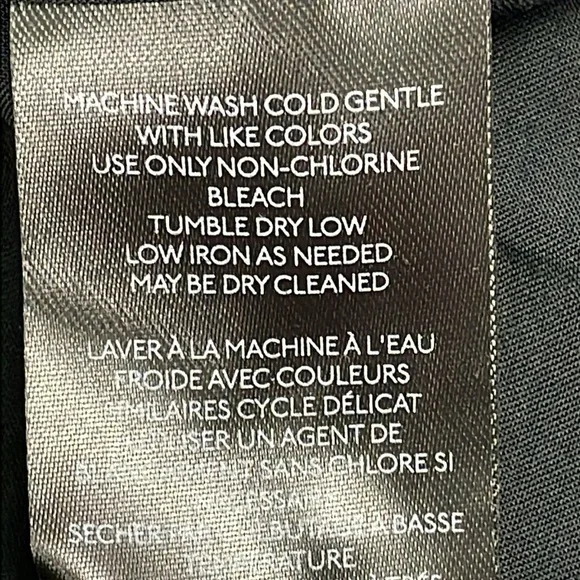 MACHINE WASH COLD GENTLE
WITH LIKE COLORS
USE ONLY NON-CHLORINE
BLEACH
TUMBLE DRY LOW
LOW IRON AS NEEDED
MAY BE DRY CLEANED
LAVER À LA MACHINE À L'EAU
FROIDE AVEC COULEURS
SIMILAIRES CYCLE DÉLICAT
UN AGENT DE
SANS CHLORE SI
SECHER BASSE